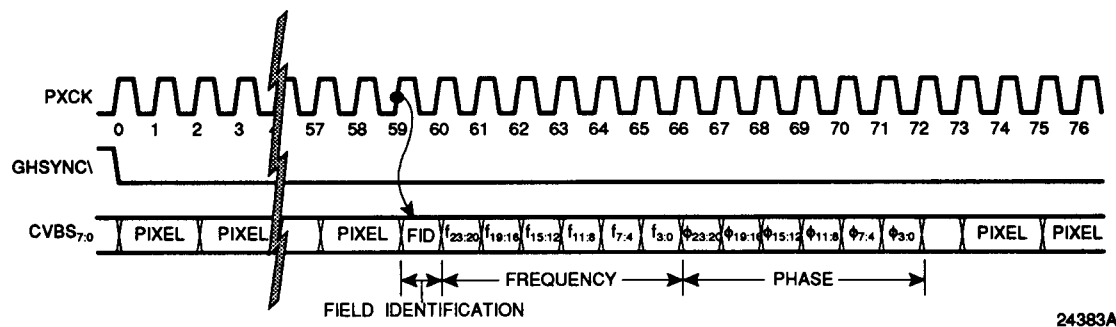 PXCK
0 1 2 3 4 57 58 59 60 61 62 63 64 65 66 67 68 69 70 71 72 73 74 75 76
GHSYNC\
CVBS7:0 PIXEL PIXEL PIXEL FID f23:20 f19:16 f15:12 f11:8 f7:4 f3:0 ϕ23:20 ϕ19:16 ϕ15:12 ϕ11:8 ϕ7:4 ϕ3:0 PIXEL PIXEL
FREQUENCY PHASE
FIELD IDENTIFICATION
24383A